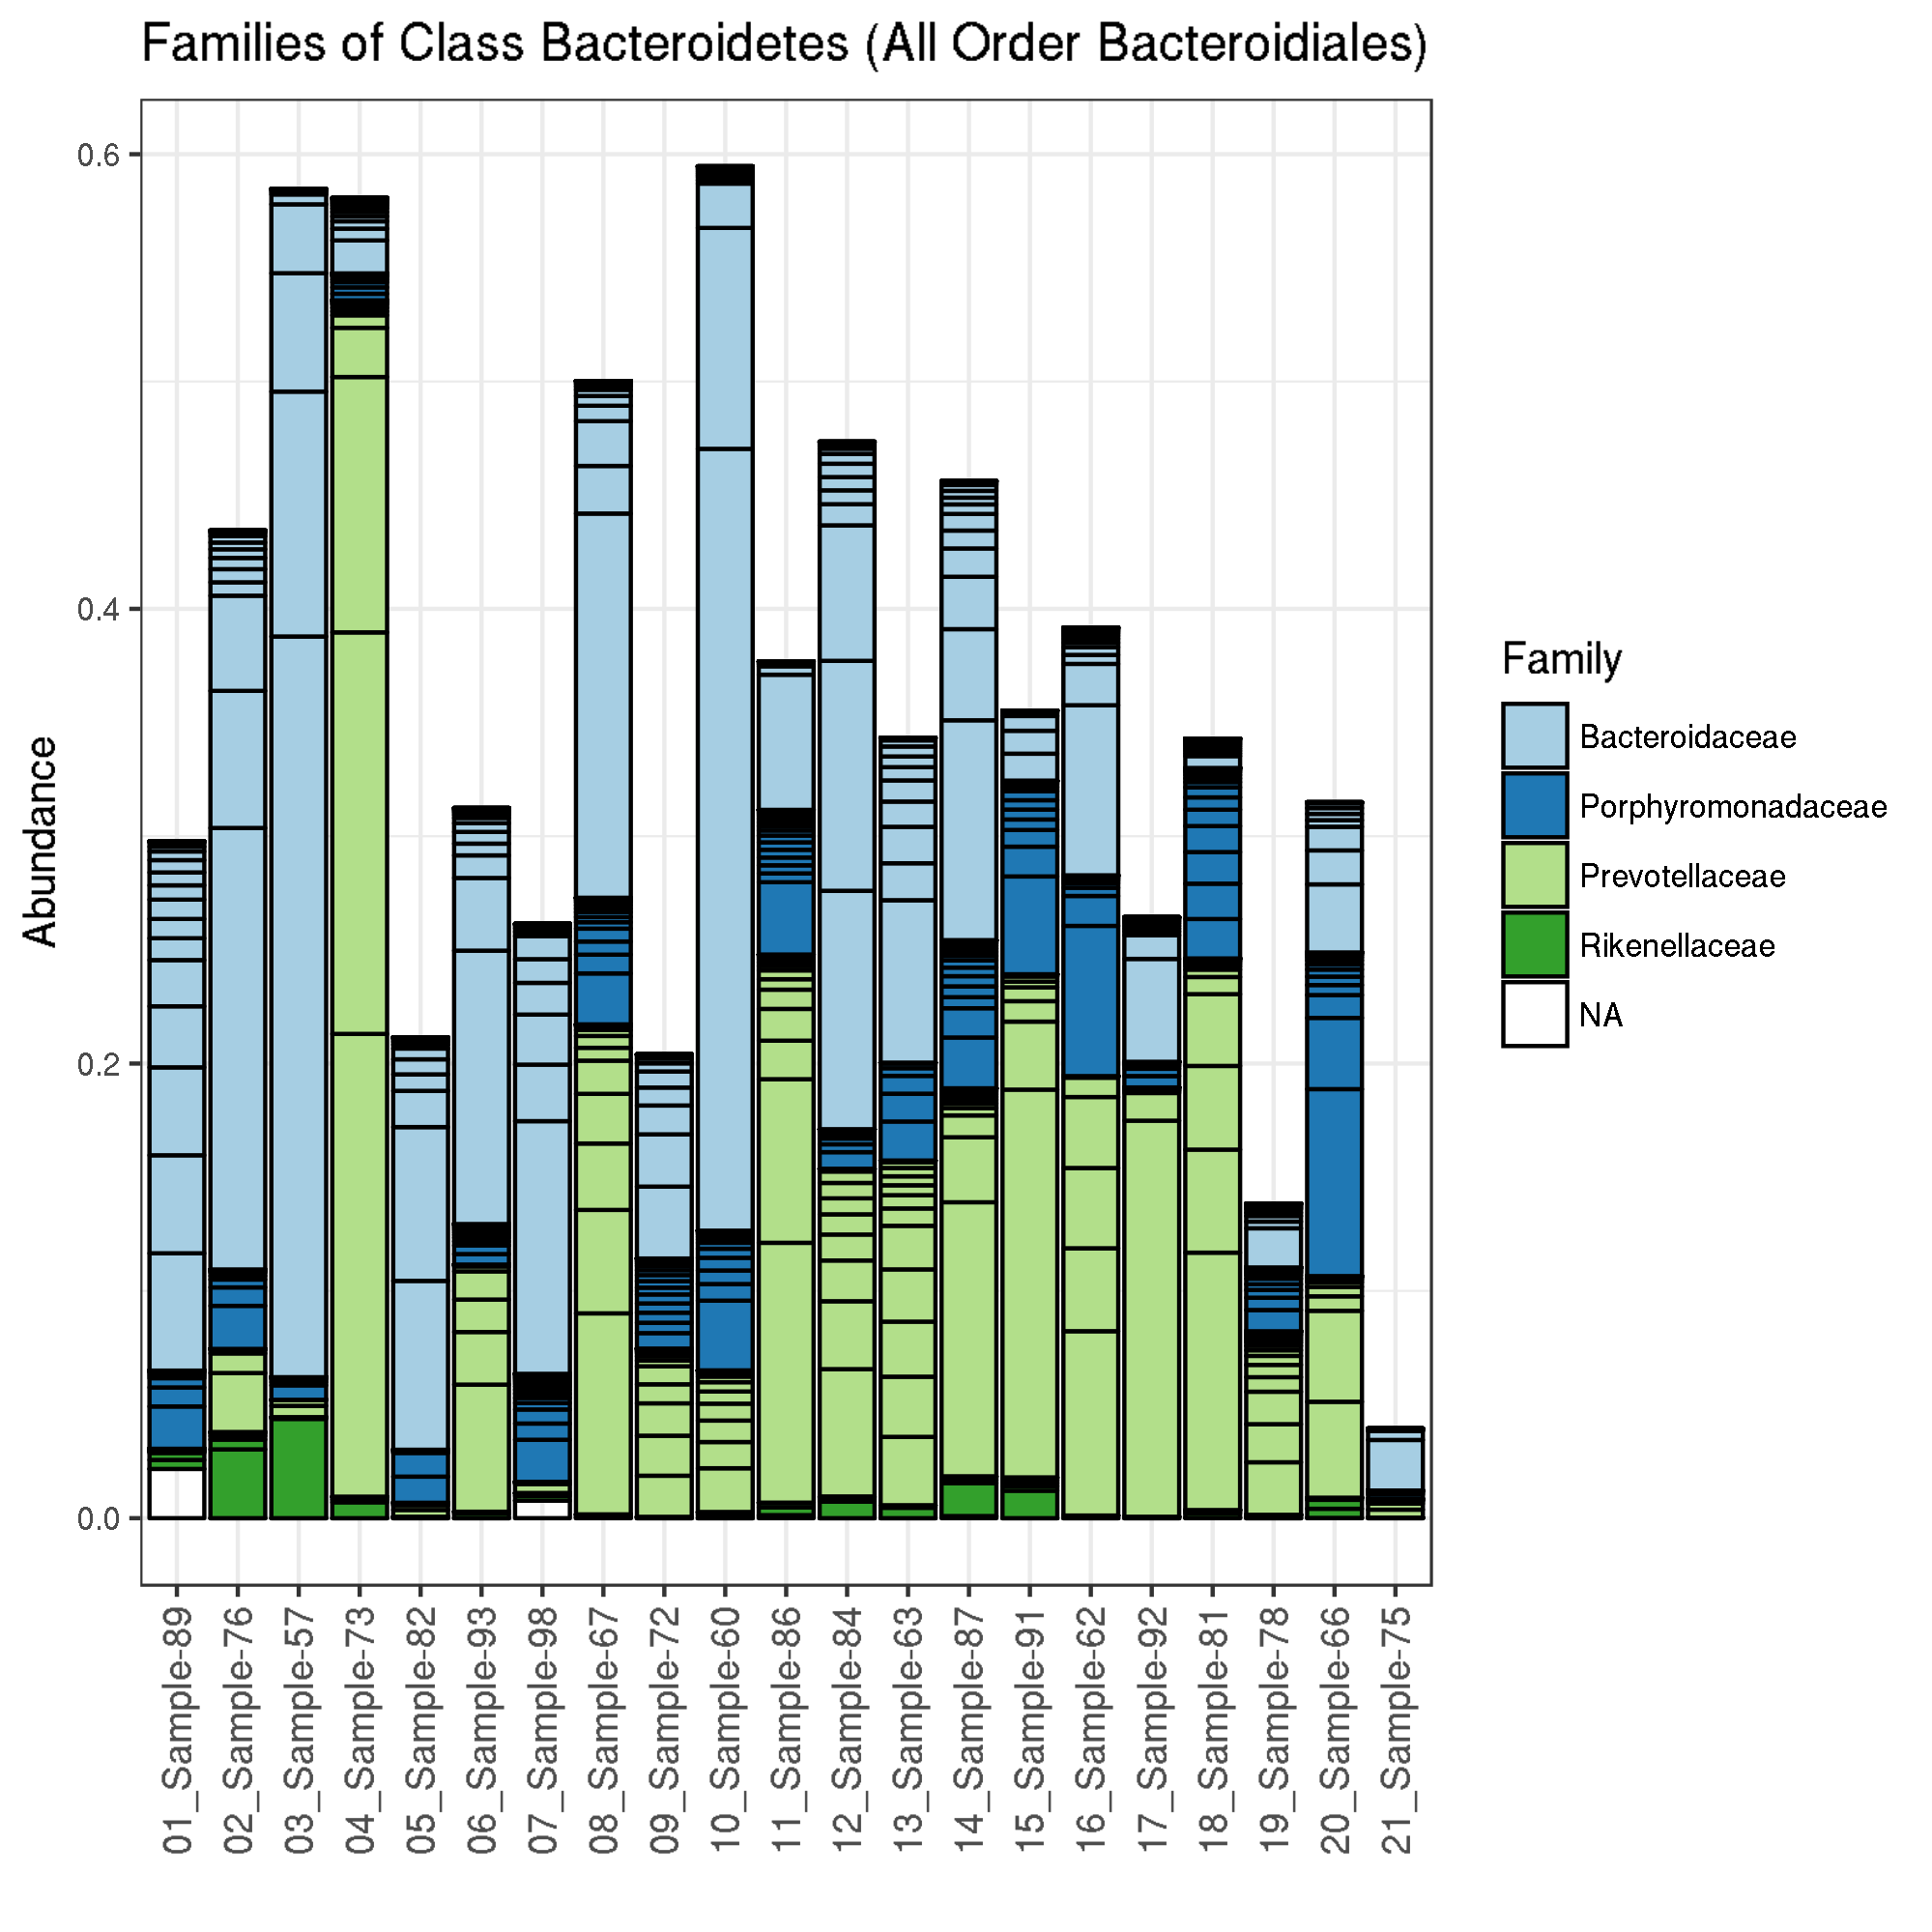 Families of Class Bacteroidetes (All Order Bacteroidiales)
Abundance
0.6
0.4
0.2
0.0
01_Sample-89
02_Sample-76
03_Sample-57
04_Sample-73
05_Sample-82
06_Sample-93
07_Sample-98
08_Sample-67
09_Sample-72
10_Sample-60
11_Sample-86
12_Sample-84
13_Sample-63
14_Sample-87
15_Sample-91
16_Sample-62
17_Sample-92
18_Sample-81
19_Sample-78
20_Sample-66
21_Sample-75
Family
Bacteroidaceae
Porphyromonadaceae
Prevotellaceae
Rikenellaceae
NA